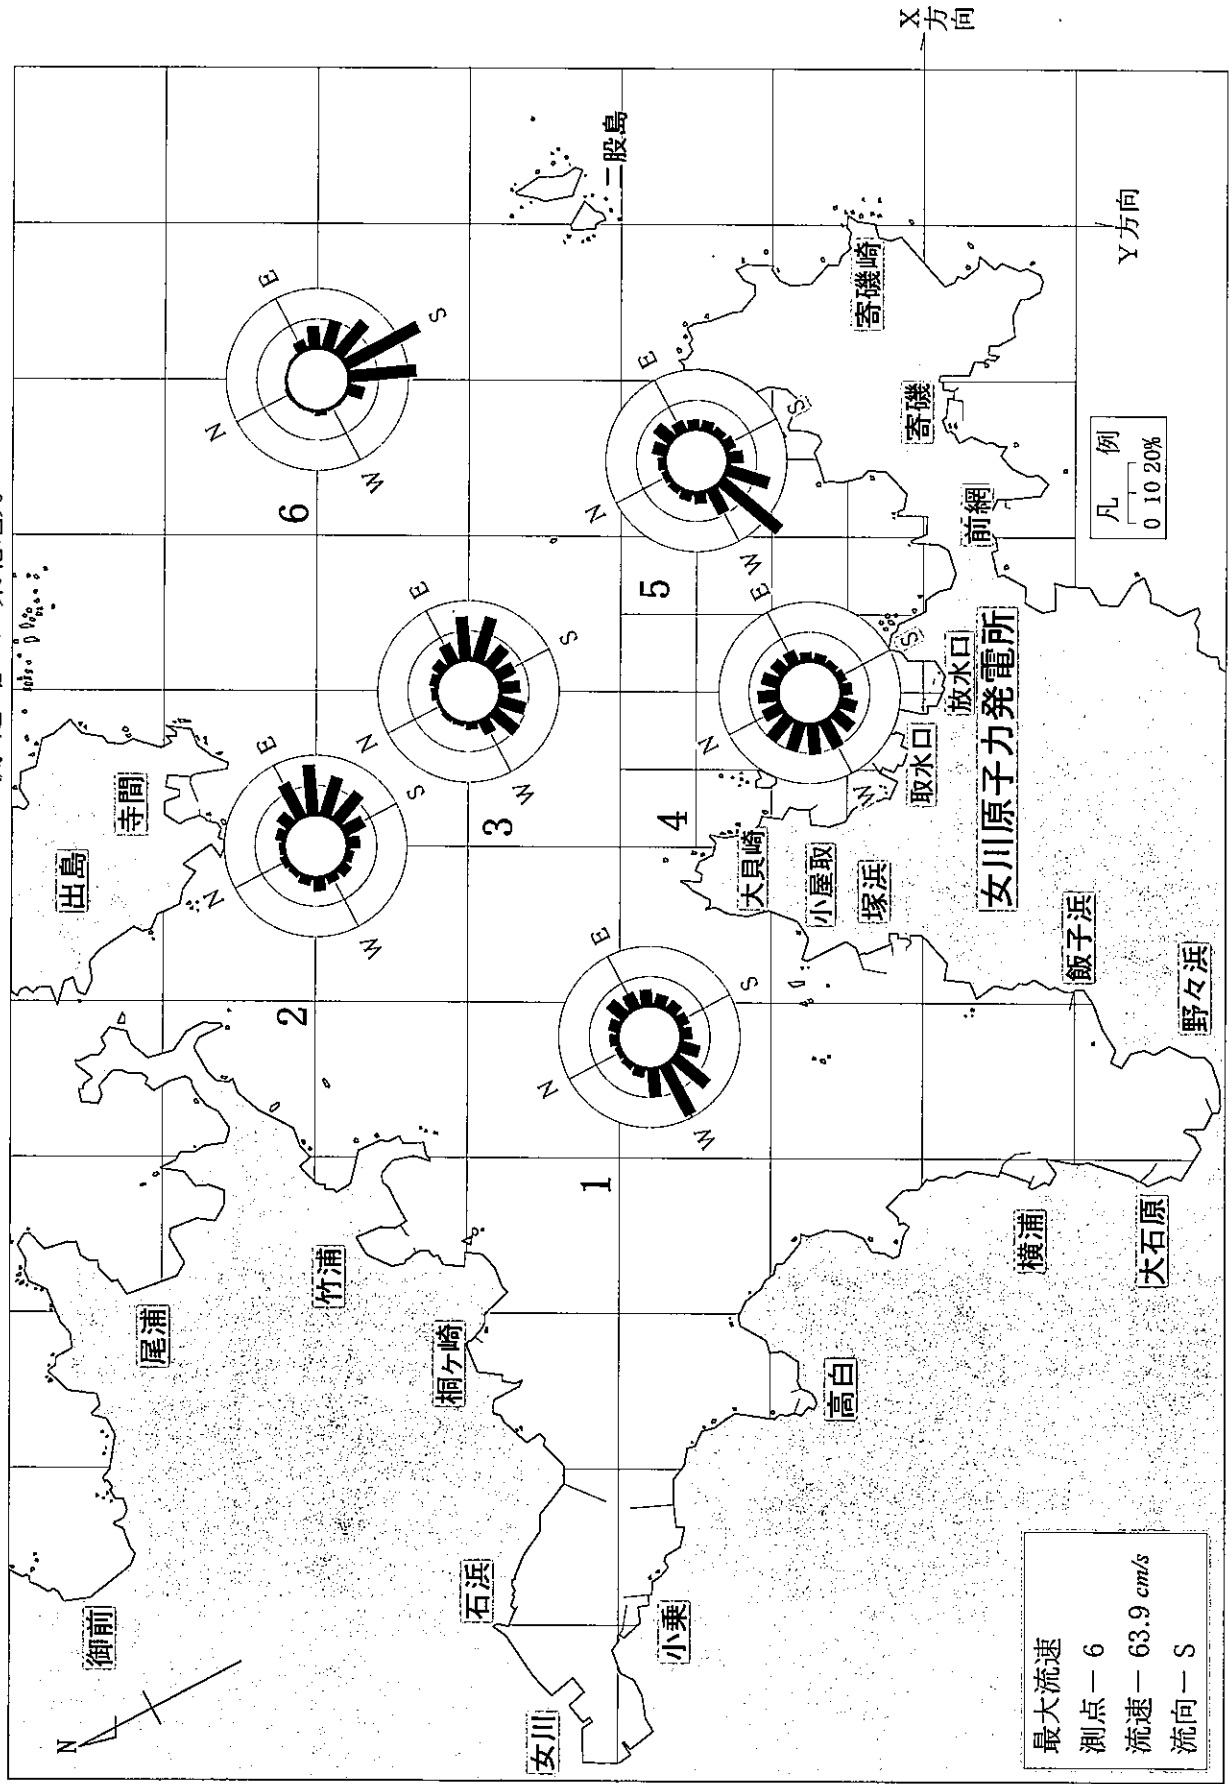 X方向
Y方向
二股島
寄磯崎
寄磯
前網
凡 例
0 10 20%
出島
寺間
6
N
E
S
W
5
N
E
S
W
3
N
E
S
W
2
N
E
S
W
4
N
E
S
W
1
N
E
S
W
放水口
取水口
女川原子力発電所
大貝崎
小屋取
塚浜
飯子浜
野々浜
尾浦
竹浦
桐ヶ崎
横浦
大石原
高白
御前
石浜
小乗
女川
N
最大流速
測点－6
流速－63.9 cm/s
流向－S